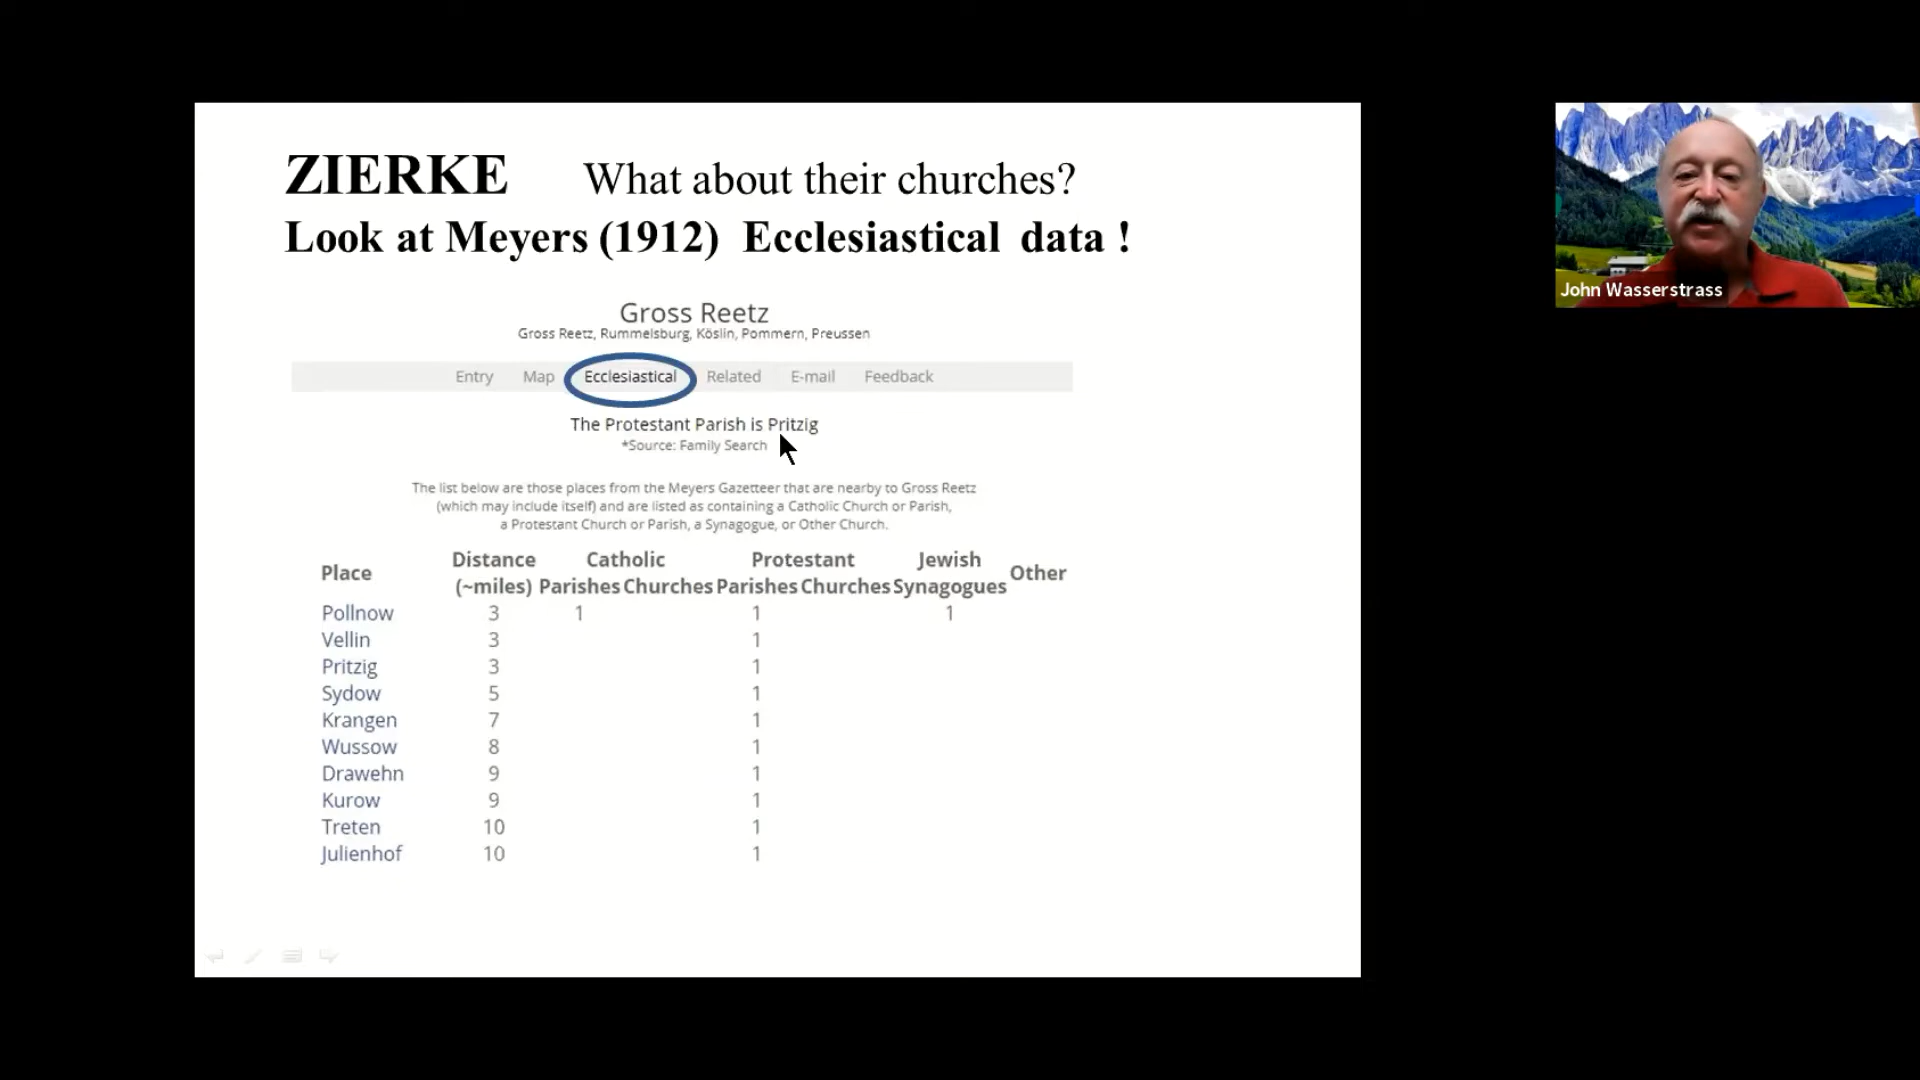 ZIERKE What about their churches?
Look at Meyers (1912) Ecclesiastical data !
Gross Reetz
Gross Reetz, Rummelsburg, Köslin, Pommern, Preussen
Entry Map Ecclesiastical Related E-mail Feedback
The Protestant Parish is Pritzig
*Source: Family Search
The list below are those places from the Meyers Gazetteer that are nearby to Gross Reetz
(which may include itself) and are listed as containing a Catholic Church or Parish,
a Protestant Church or Parish, a Synagogue, or Other Church.
Place Distance Catholic Protestant Jewish Other
(~miles) Parishes Churches Parishes Churches Synagogues
Pollnow 3 1 1 1
Vellin 3 1
Pritzig 3 1
Sydow 5 1
Krangen 7 1
Wussow 8 1
Drawehn 9 1
Kurow 9 1
Treten 10 1
Julienhof 10 1
John Wasserstrass